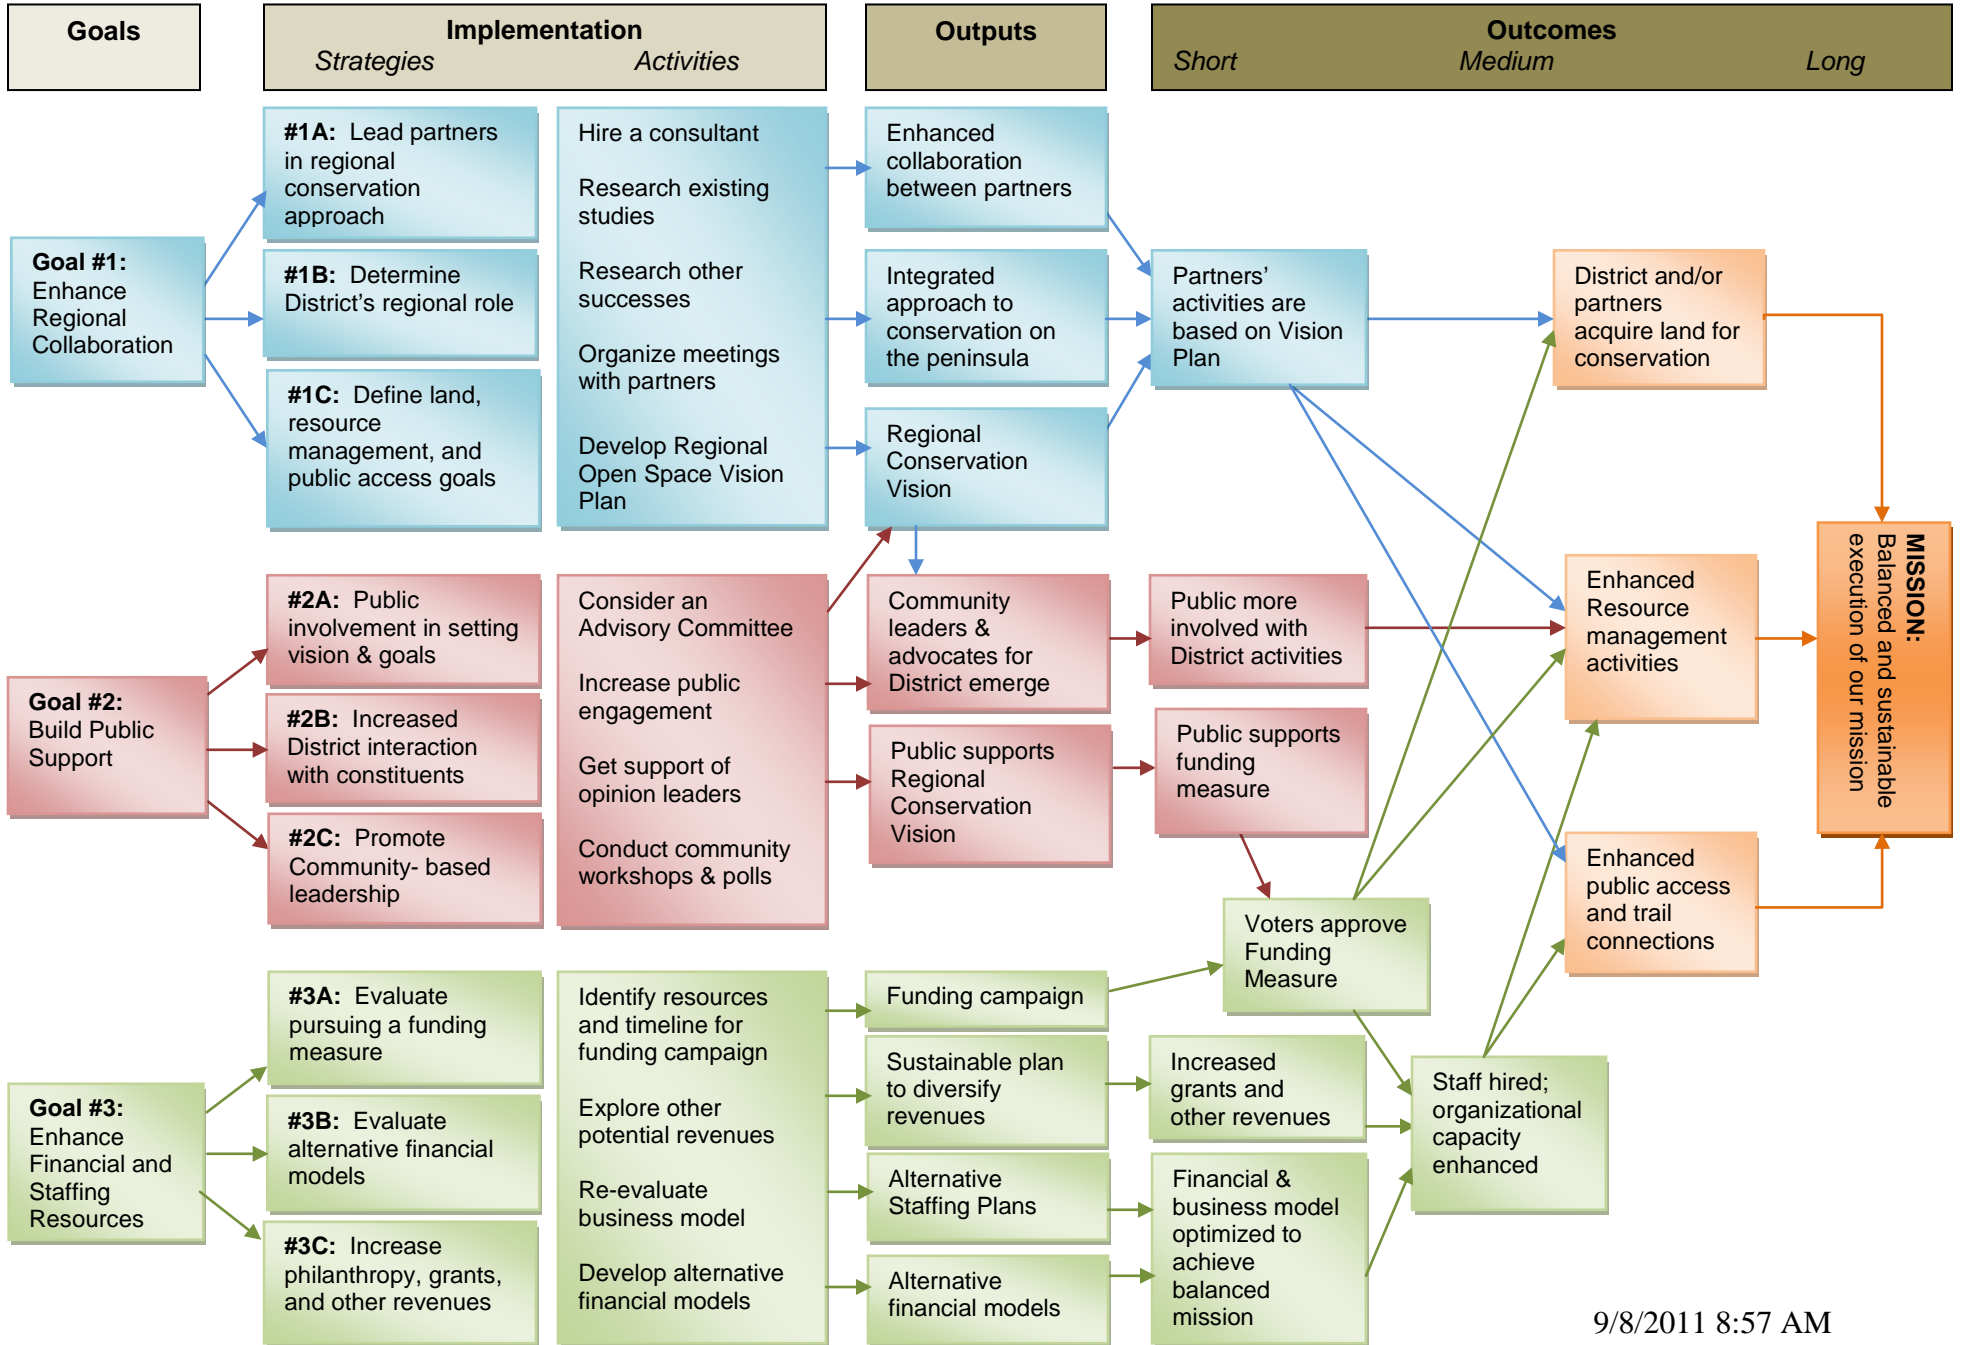 Goals
Implementation
Strategies Activities
Outputs
Outcomes
Short Medium Long
Goal #1:
Enhance
Regional
Collaboration
#1A: Lead partners
in regional
conservation
approach
#1B: Determine
District’s regional role
#1C: Define land,
resource
management, and
public access goals
Hire a consultant
Research existing
studies
Research other
successes
Organize meetings
with partners
Develop Regional
Open Space Vision
Plan
Enhanced
collaboration
between partners
Integrated
approach to
conservation on
the peninsula
Regional
Conservation
Vision
Partners’
activities are
based on Vision
Plan
District and/or
partners
acquire land for
conservation
Goal #2:
Build Public
Support
#2A: Public
involvement in setting
vision & goals
#2B: Increased
District interaction
with constituents
#2C: Promote
Community- based
leadership
Consider an
Advisory Committee
Increase public
engagement
Get support of
opinion leaders
Conduct community
workshops & polls
Community
leaders &
advocates for
District emerge
Public supports
Regional
Conservation
Vision
Public more
involved with
District activities
Public supports
funding
measure
Enhanced
Resource
management
activities
Enhanced
public access
and trail
connections
MISSION:
Balanced and sustainable
execution of our mission
Goal #3:
Enhance
Financial and
Staffing
Resources
#3A: Evaluate
pursuing a funding
measure
#3B: Evaluate
alternative financial
models
#3C: Increase
philanthropy, grants,
and other revenues
Identify resources
and timeline for
funding campaign
Explore other
potential revenues
Re-evaluate
business model
Develop alternative
financial models
Funding campaign
Sustainable plan
to diversify
revenues
Alternative
Staffing Plans
Alternative
financial models
Voters approve
Funding
Measure
Increased
grants and
other revenues
Financial &
business model
optimized to
achieve
balanced
mission
Staff hired;
organizational
capacity
enhanced
9/8/2011 8:57 AM